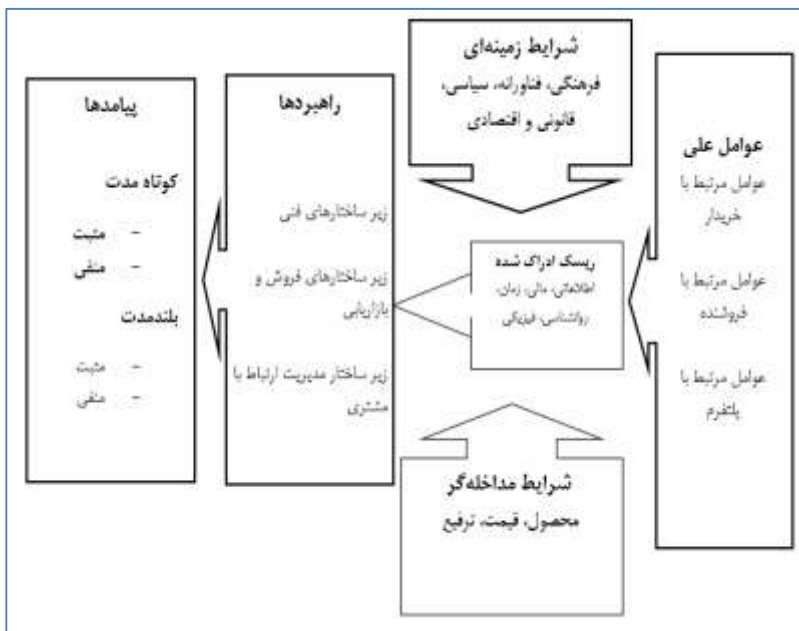 شرایط زمینه‌ای
فرهنگی، فناورانه، سیاسی،
قانونی و اقتصادی
عوامل علی
عوامل مرتبط با
خریدار
عوامل مرتبط با
فروشنده
عوامل مرتبط با
پلتفرم
ریسک ادراک شده
اطلاعاتی، مالی، زمان،
روانشناسی، فیزیکی
شرایط مداخله‌گر
محصول، قیمت، ترفیع
راهبردها
زیر ساختارهای فنی
زیر ساختارهای فروش و
بازاریابی
زیر ساختار مدیریت ارتباط با
مشتری
پیامدها
کوتاه مدت
- مثبت
- منفی
بلندمدت
- مثبت
- منفی